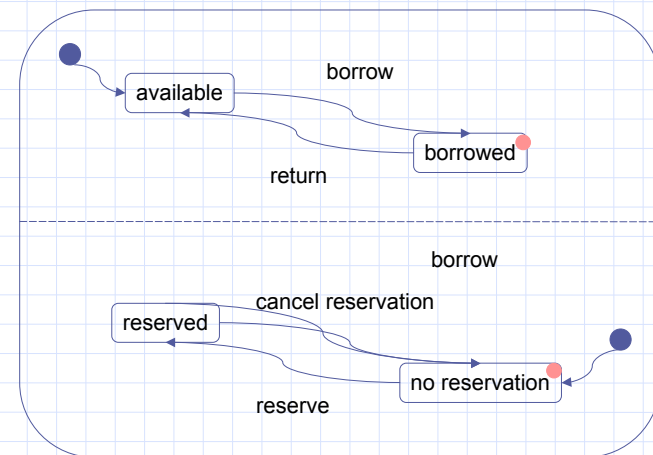 borrow
available
borrowed
return
borrow
cancel reservation
reserved
no reservation
reserve